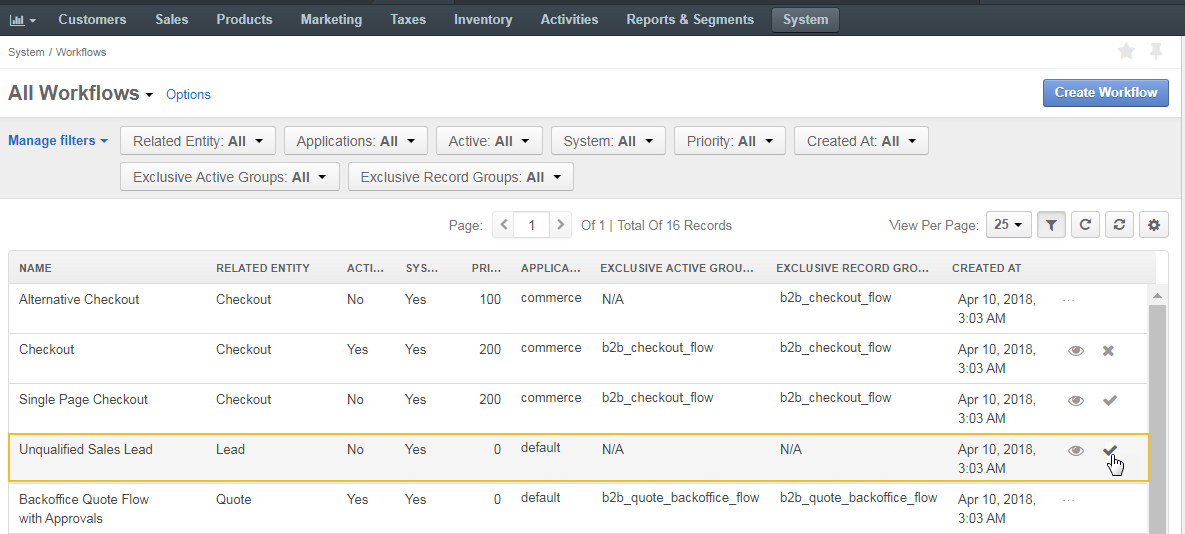 Customers Sales Products Marketing Taxes Inventory Activities Reports & Segments System
System / Workflows
All Workflows Options Create Workflow
Manage filters Related Entity: All Applications: All Active: All System: All Priority: All Created At: All
Exclusive Active Groups: All Exclusive Record Groups: All
Page: 1 Of 1 | Total Of 16 Records View Per Page: 25
NAME RELATED ENTITY ACTI... SYS... PRI... APPLICA... EXCLUSIVE ACTIVE GROU... EXCLUSIVE RECORD GRO... CREATED AT
Alternative Checkout Checkout No Yes 100 commerce N/A b2b_checkout_flow Apr 10, 2018, ...
3:03 AM
Checkout Checkout Yes Yes 200 commerce b2b_checkout_flow b2b_checkout_flow Apr 10, 2018,
3:03 AM
Single Page Checkout Checkout No Yes 200 commerce b2b_checkout_flow b2b_checkout_flow Apr 10, 2018,
3:03 AM
Unqualified Sales Lead Lead No Yes 0 default N/A N/A Apr 10, 2018,
3:03 AM
Backoffice Quote Flow Quote Yes Yes 0 default b2b_quote_backoffice_flow b2b_quote_backoffice_flow Apr 10, 2018, ...
with Approvals 3:03 AM